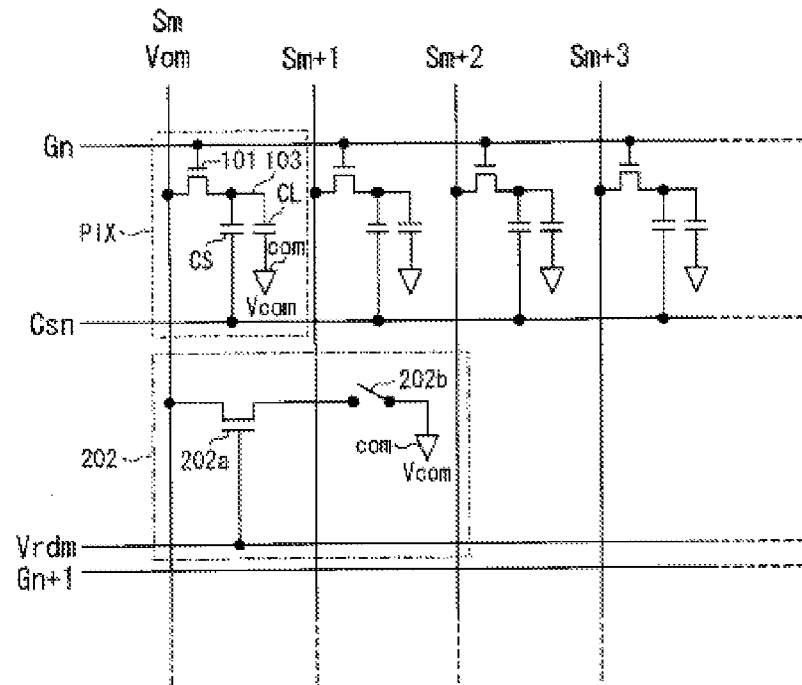 Sm
Vom
Sm+1
Sm+2
Sm+3
Gn
101
103
CL
PIX
CS
com
Vcom
Csn
202b
202
202a
com
Vcom
Vrdm
Gn+1